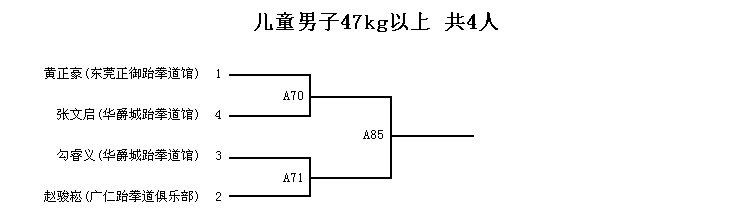 儿童男子47kg以上 共4人
黄正豪(东莞正御跆拳道馆) 1
A70
张文启(华爵城跆拳道馆) 4
A85
勾睿义(华爵城跆拳道馆) 3
A71
赵骏崧(广仁跆拳道俱乐部) 2